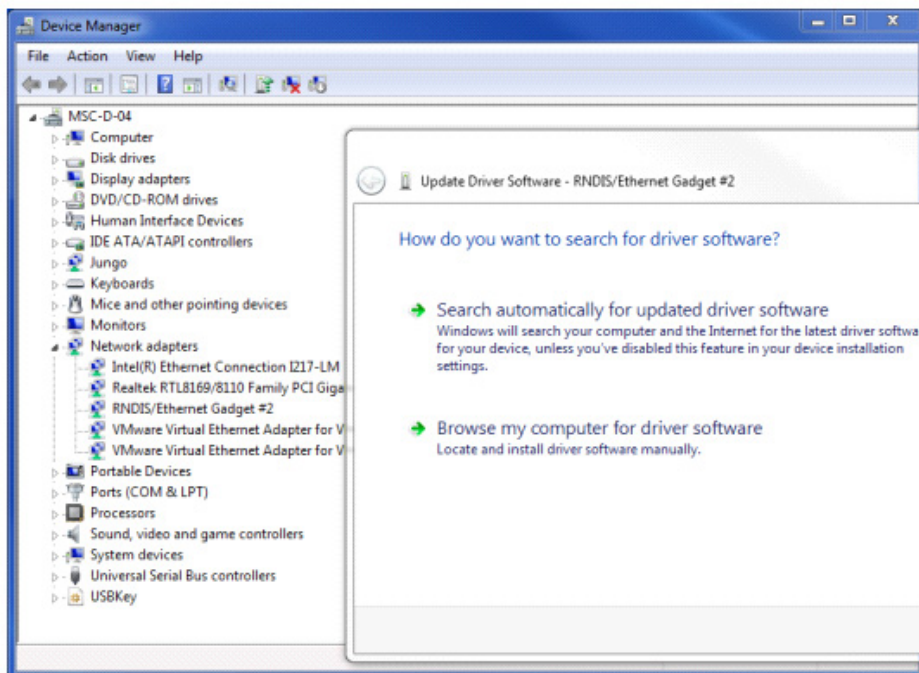 Device Manager
File Action View Help
MSC-D-04
Computer
Disk drives
Display adapters
DVD/CD-ROM drives
Human Interface Devices
IDE ATA/ATAPI controllers
Jungo
Keyboards
Mice and other pointing devices
Monitors
Network adapters
Intel(R) Ethernet Connection I217-LM
Realtek RTL8169/8110 Family PCI Giga
RNDIS/Ethernet Gadget #2
VMware Virtual Ethernet Adapter for V
VMware Virtual Ethernet Adapter for V
Portable Devices
Ports (COM & LPT)
Processors
Sound, video and game controllers
System devices
Universal Serial Bus controllers
USBKey
Update Driver Software - RNDIS/Ethernet Gadget #2
How do you want to search for driver software?
Search automatically for updated driver software
Windows will search your computer and the Internet for the latest driver softwa
for your device, unless you've disabled this feature in your device installation
settings.
Browse my computer for driver software
Locate and install driver software manually.